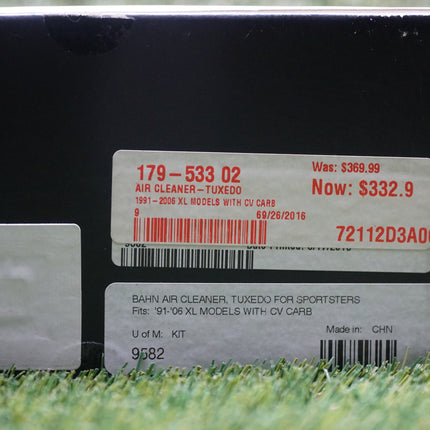 179-533 02
Was: $369.99
AIR CLEANER-TUXEDO
Now: $332.9
1991-2006 XL MODELS WITH CV CARB
9
69/26/2016
72112D3A0
9582
BAHN AIR CLEANER, TUXEDO FOR SPORTSTERS
Fits: '91-'06 XL MODELS WITH CV CARB
U of M: KIT
Made in: CHN
9582